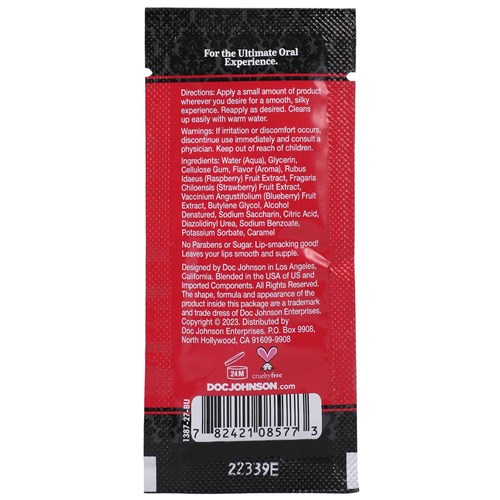 For the Ultimate Oral
Experience.
Directions: Apply a small amount of product
wherever you desire for a smooth, silky
experience. Reapply as desired. Cleans
up easily with warm water.
Warnings: If irritation or discomfort occurs,
discontinue use immediately and consult a
physician. Keep out of reach of children.
Ingredients: Water (Aqua), Glycerin,
Cellulose Gum, Flavor (Aroma), Rubus
Idaeus (Raspberry) Fruit Extract, Fragaria
Chiloensis (Strawberry) Fruit Extract,
Vaccinium Angustifolium (Blueberry) Fruit
Extract, Butylene Glycol, Alcohol
Denatured, Sodium Saccharin, Citric Acid,
Diazolidinyl Urea, Sodium Benzoate,
Potassium Sorbate, Caramel
No Parabens or Sugar. Lip-smacking good!
Leaves your lips smooth and supple.
Designed by Doc Johnson in Los Angeles,
California. Blended in the USA of US and
Imported Components. All Rights Reserved.
The shape, formula and appearance of the
product inside this package are a trademark
and trade dress of Doc Johnson Enterprises.
Copyright © 2023. Distributed by
Doc Johnson Enterprises. P.O. Box 9908,
North Hollywood, CA 91609-9908
24 M
crueltyfree
DOCJOHNSON.com
1387-27-BU
7 82421 08577 3
22339E